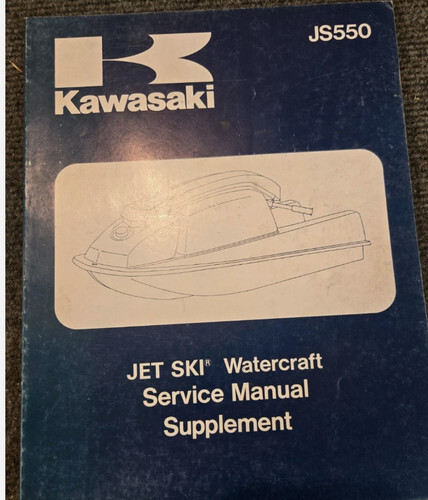 JS550
Kawasaki
JET SKI® Watercraft
Service Manual
Supplement